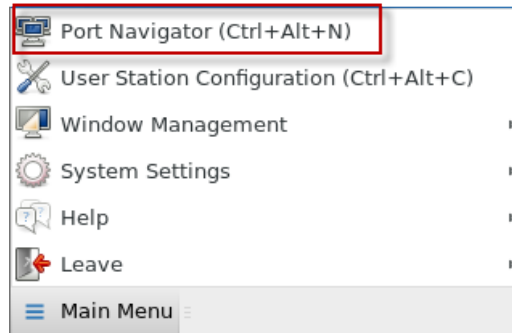 Port Navigator (Ctrl+Alt+N)
User Station Configuration (Ctrl+Alt+C)
Window Management
System Settings
Help
Leave
Main Menu